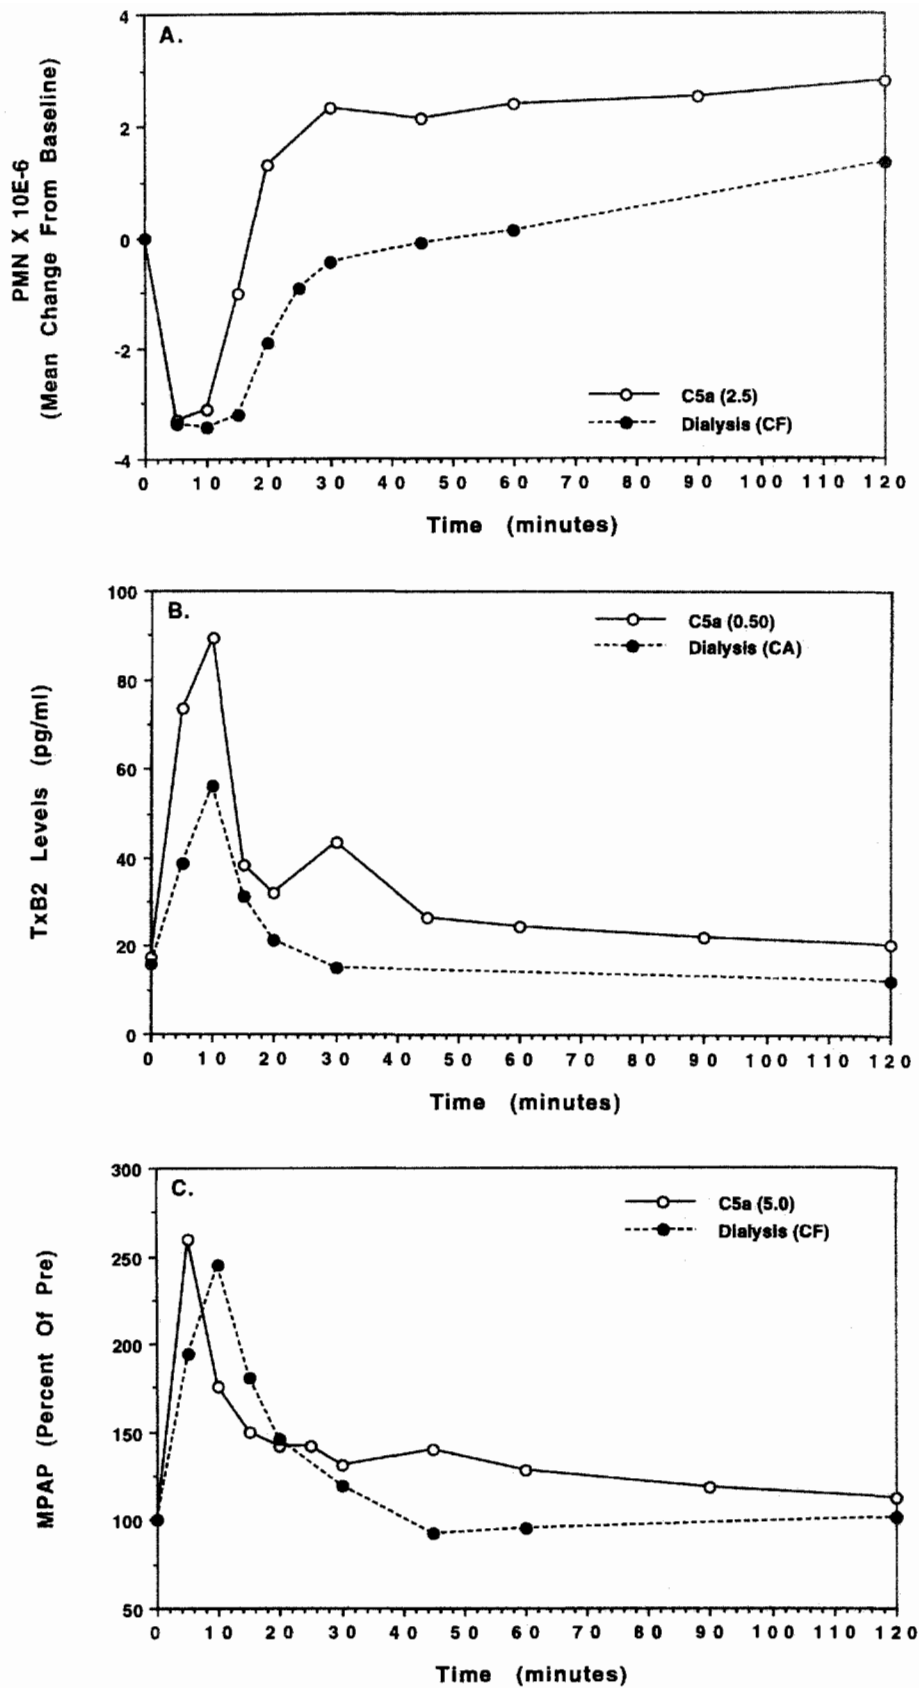 A.
PMN X 10E-6
(Mean Change From Baseline)
4
2
0
-2
-4
C5a (2.5)
Dialysis (CF)
0 10 20 30 40 50 60 70 80 90 100 110 120
Time (minutes)
B.
TxB2 Levels (pg/ml)
100
80
60
40
20
0
C5a (0.50)
Dialysis (CA)
0 10 20 30 40 50 60 70 80 90 100 110 120
Time (minutes)
C.
MPAP (Percent Of Pre)
300
250
200
150
100
50
C5a (5.0)
Dialysis (CF)
0 10 20 30 40 50 60 70 80 90 100 110 120
Time (minutes)